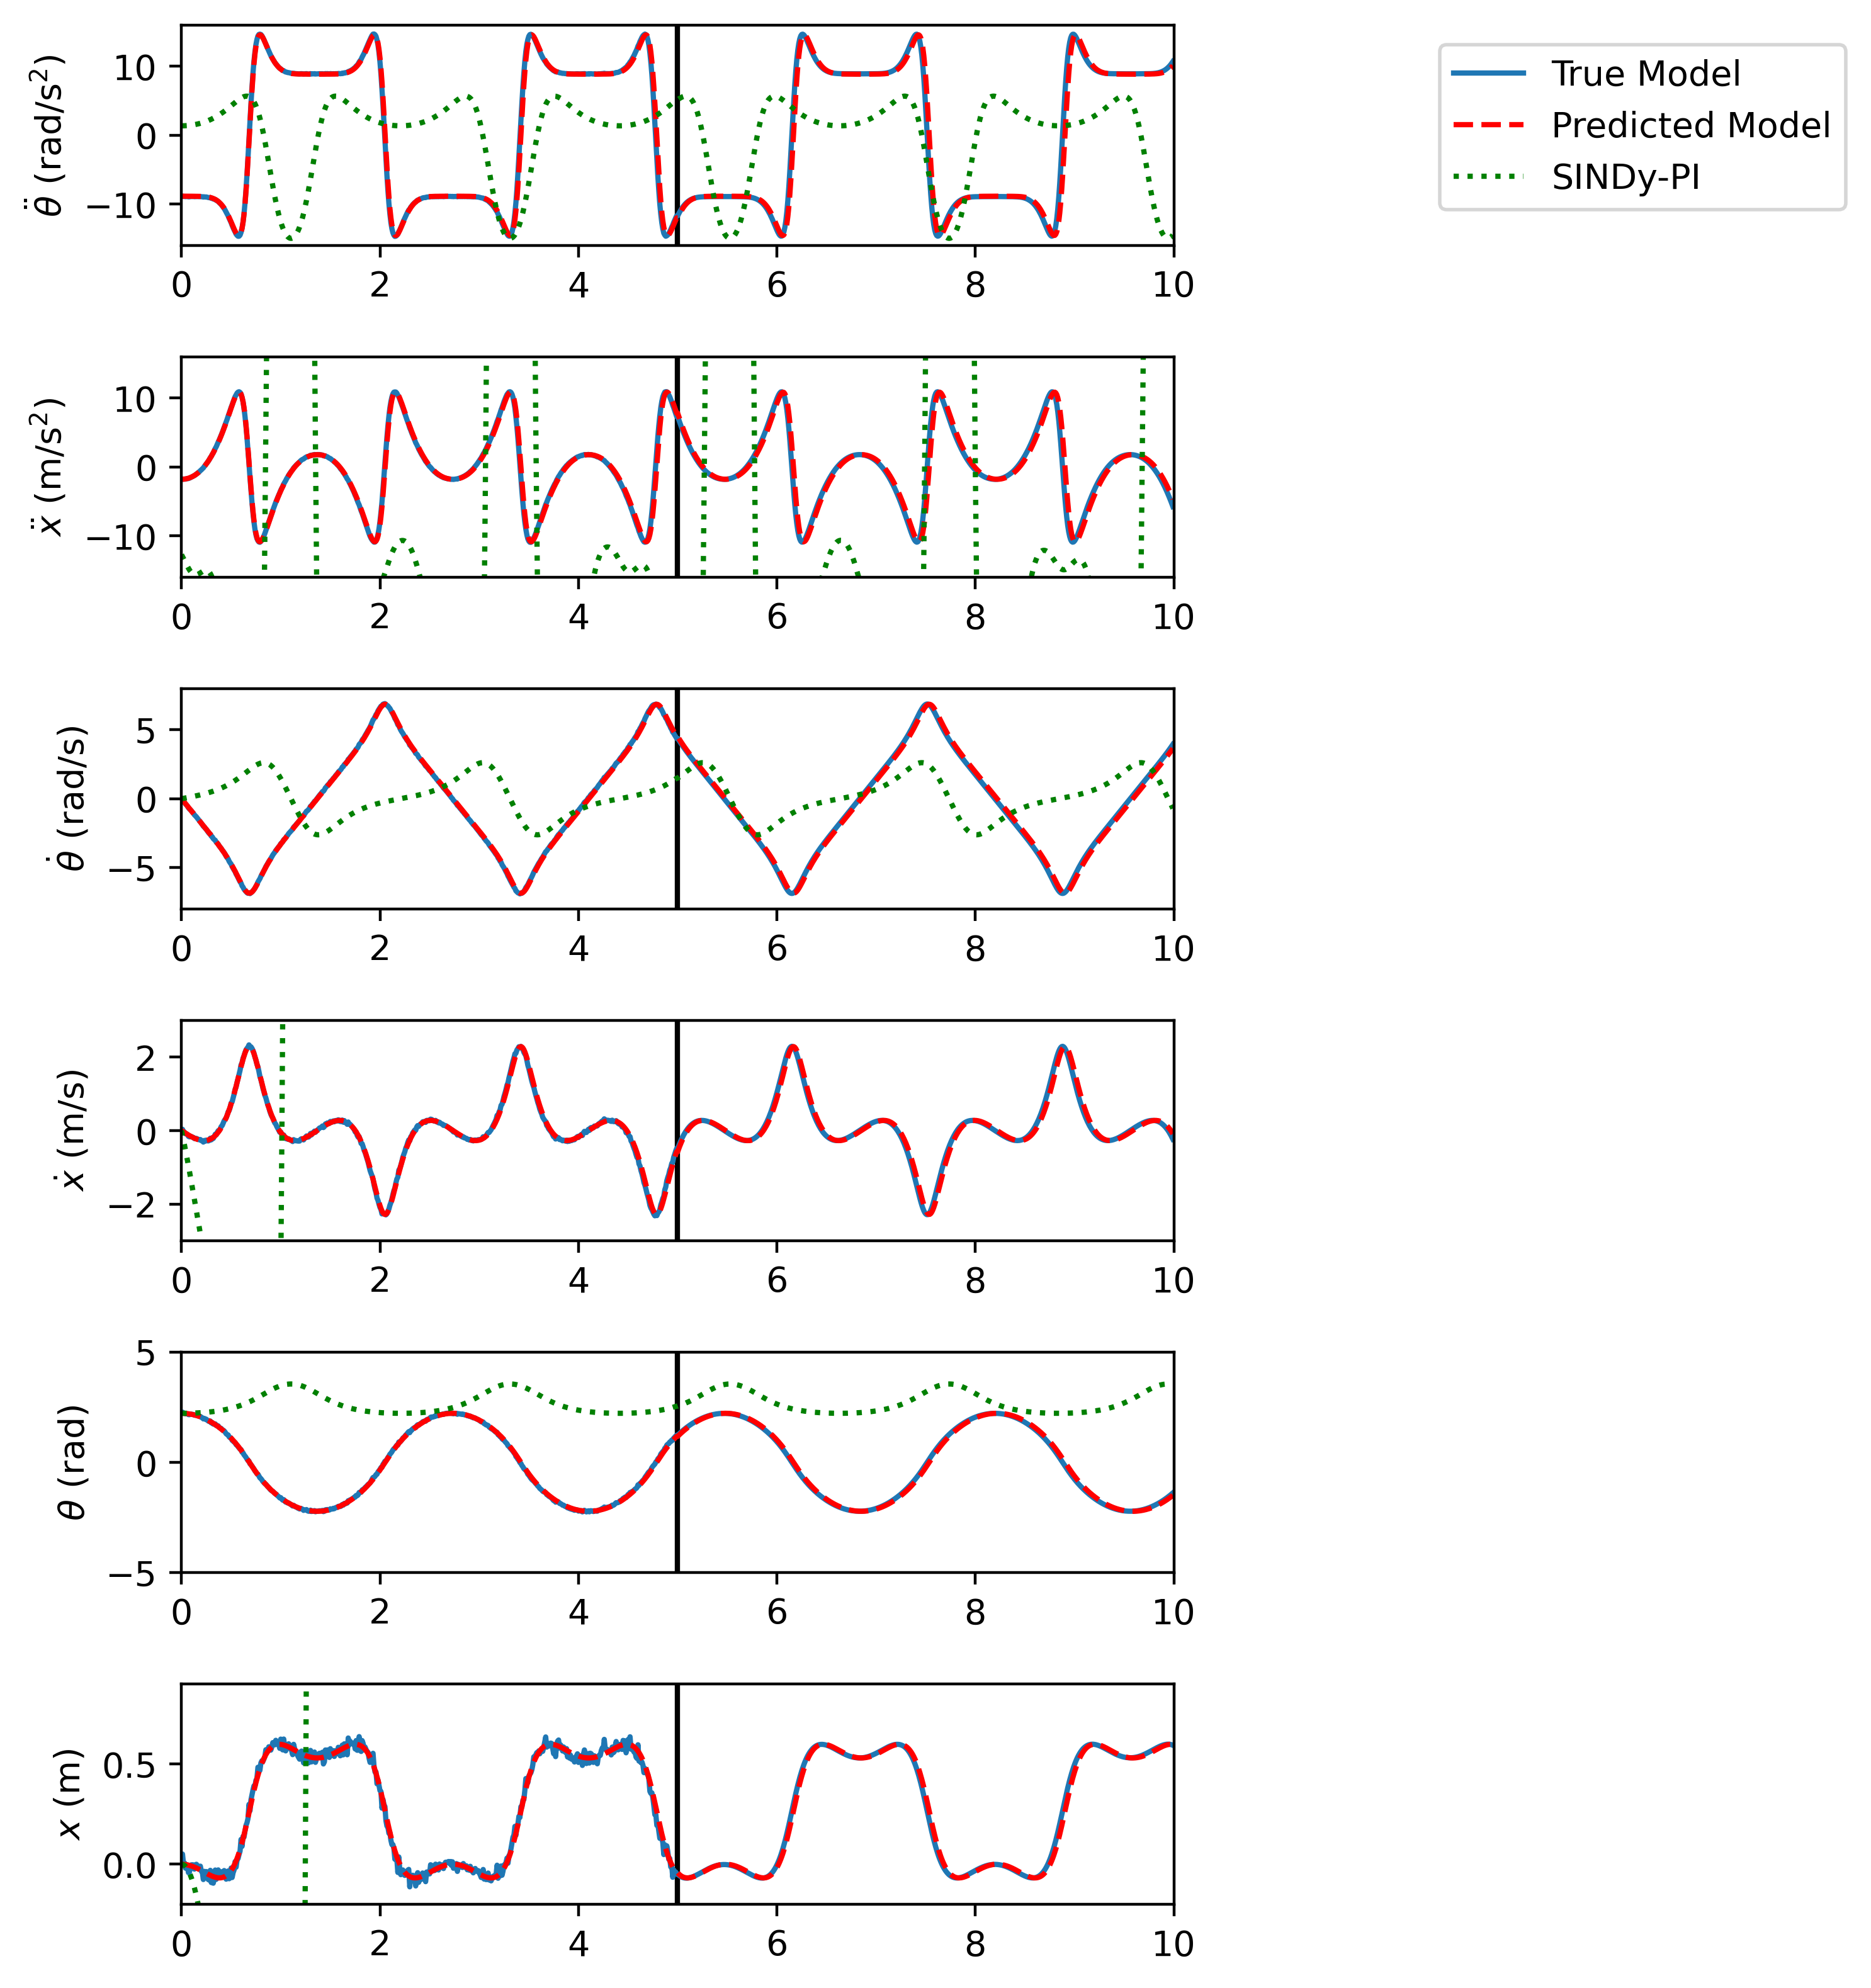 θ̈ (rad/s²)
10
0
−10
0 2 4 6 8 10
True Model
Predicted Model
SINDy-PI
ẍ (m/s²)
10
0
−10
0 2 4 6 8 10
θ̇ (rad/s)
5
0
−5
0 2 4 6 8 10
ẋ (m/s)
2
0
−2
0 2 4 6 8 10
θ (rad)
5
0
−5
0 2 4 6 8 10
x (m)
0.5
0.0
0 2 4 6 8 10